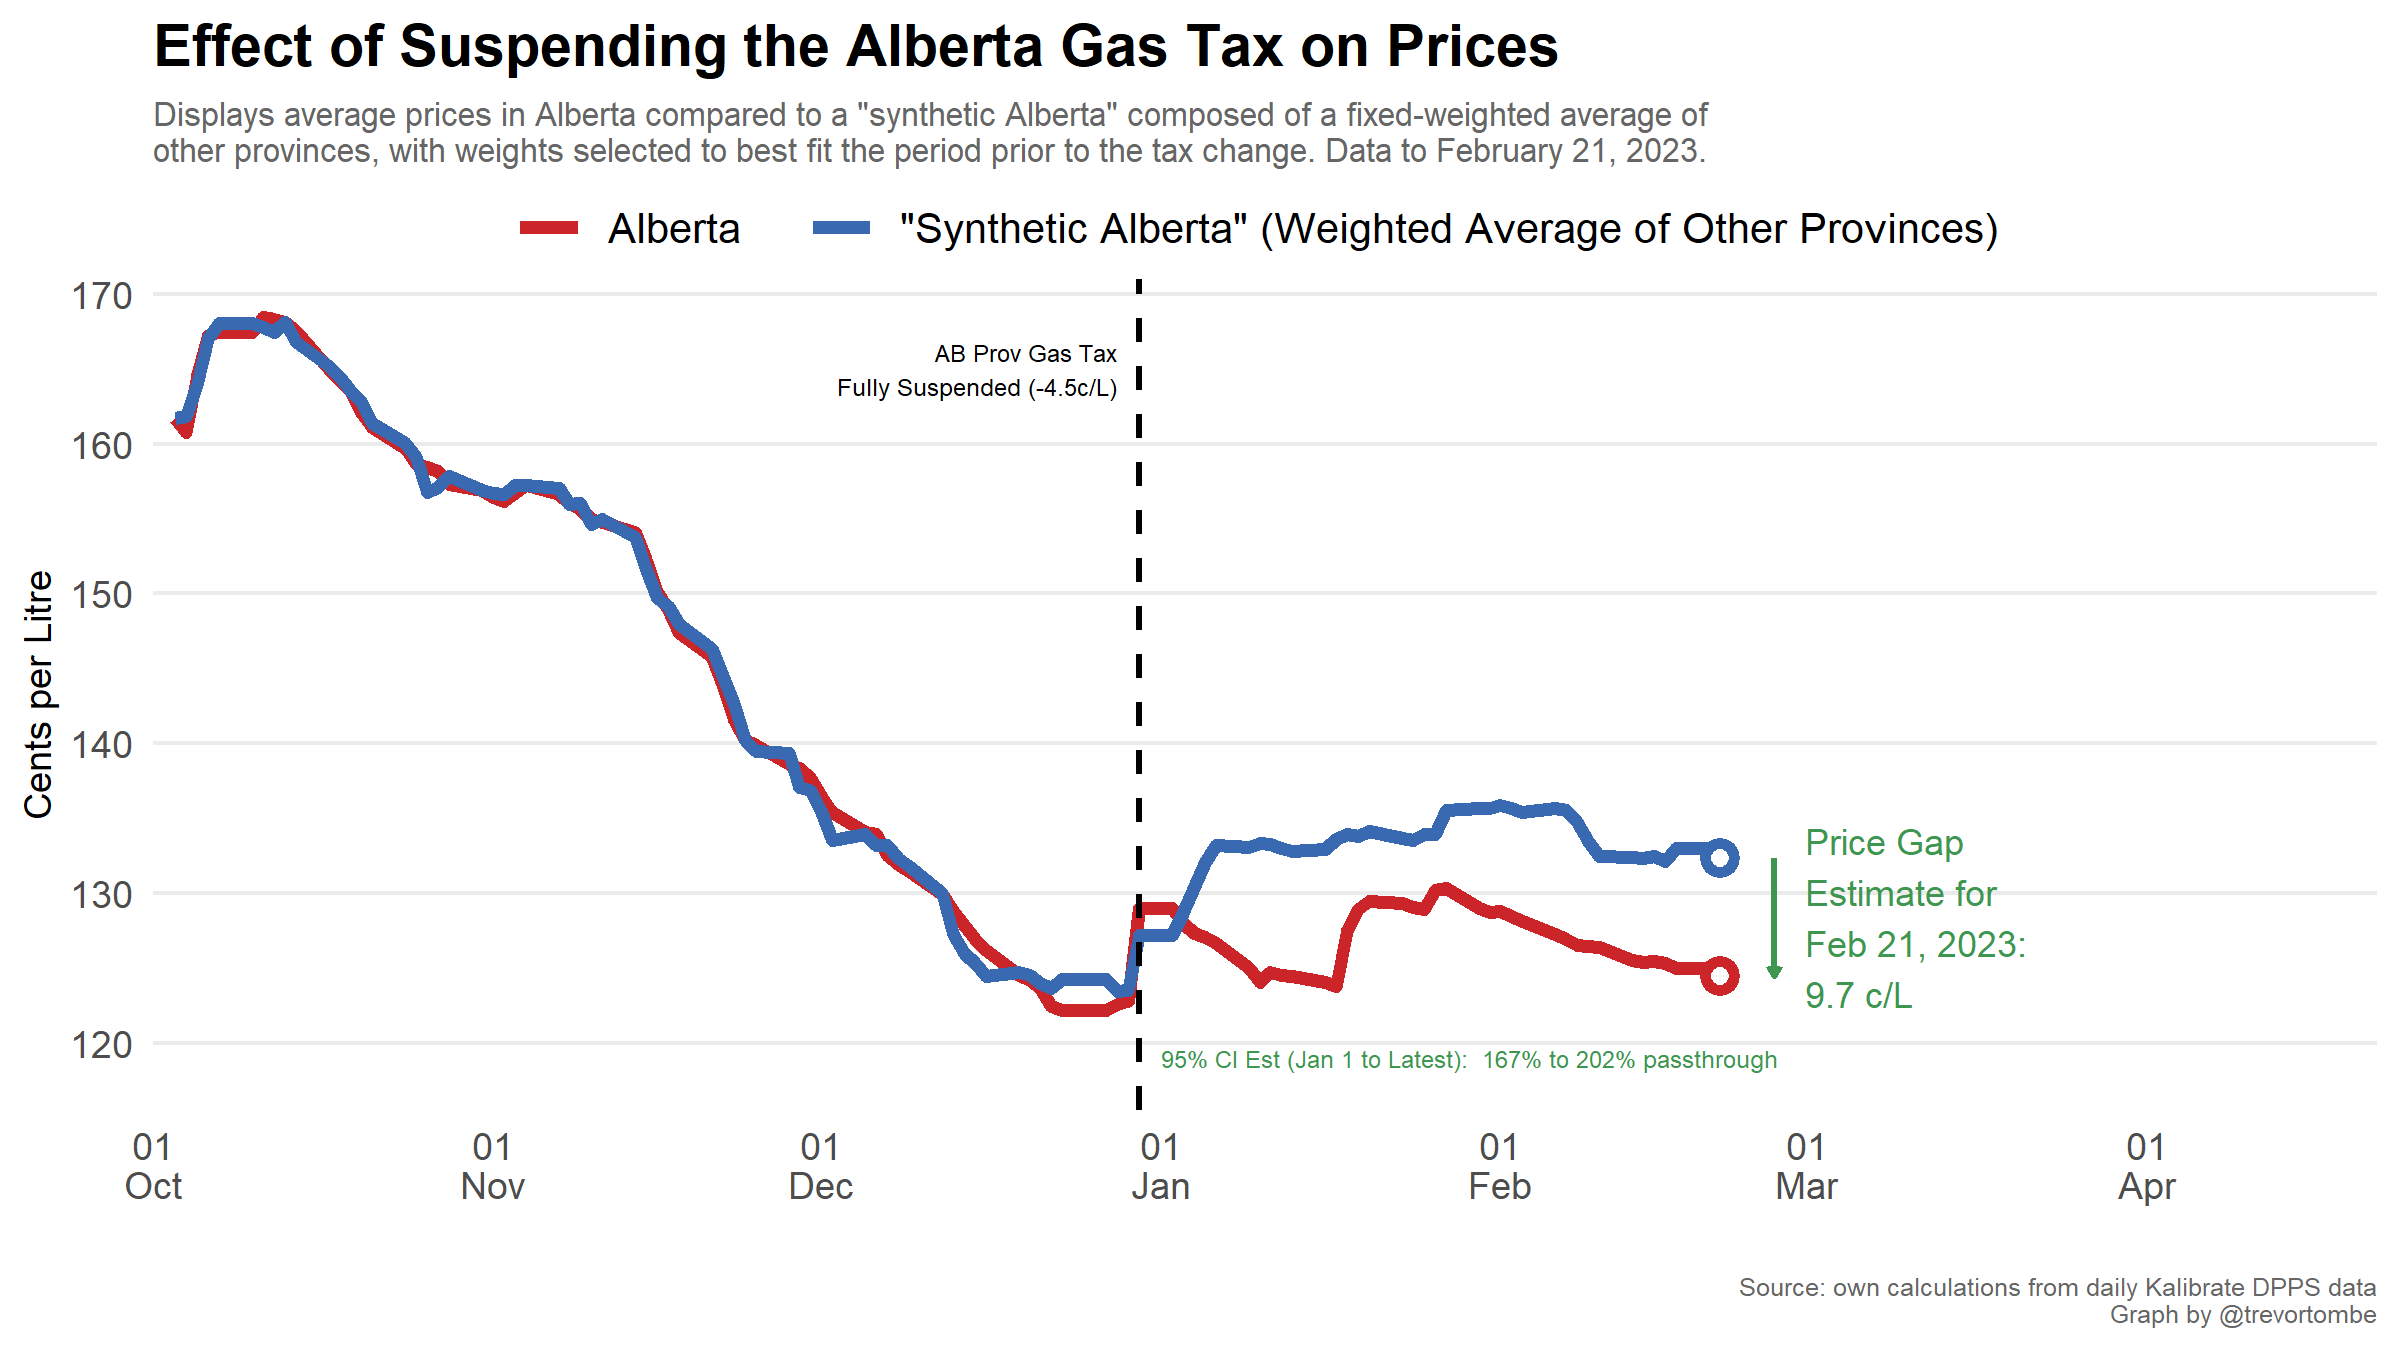 Effect of Suspending the Alberta Gas Tax on Prices
Displays average prices in Alberta compared to a "synthetic Alberta" composed of a fixed-weighted average of
other provinces, with weights selected to best fit the period prior to the tax change. Data to February 21, 2023.
Alberta
"Synthetic Alberta" (Weighted Average of Other Provinces)
Cents per Litre
170
160
150
140
130
120
AB Prov Gas Tax
Fully Suspended (-4.5c/L)
Price Gap
Estimate for
Feb 21, 2023:
9.7 c/L
95% CI Est (Jan 1 to Latest):  167% to 202% passthrough
01
Oct
01
Nov
01
Dec
01
Jan
01
Feb
01
Mar
01
Apr
Source: own calculations from daily Kalibrate DPPS data
Graph by @trevortombe